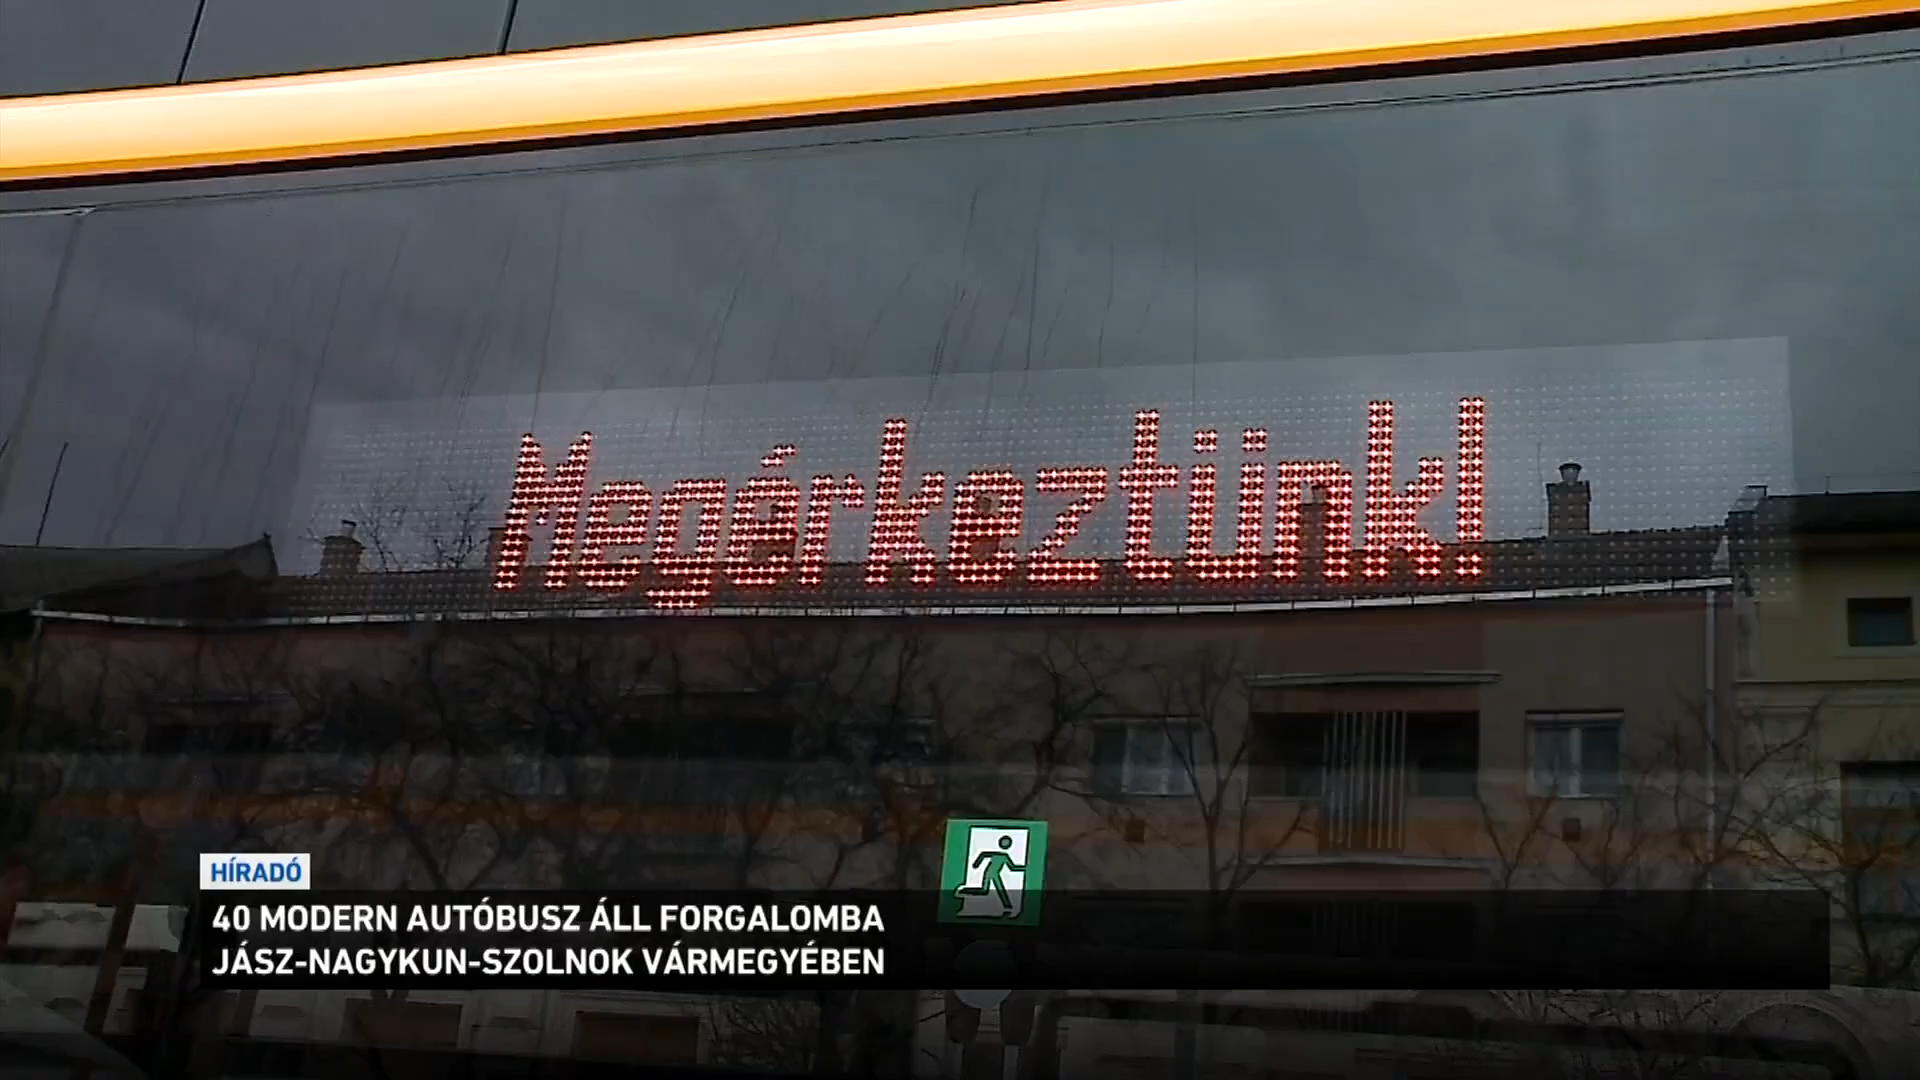 Megérkeztünk!
HÍRADÓ
40 MODERN AUTÓBUSZ ÁLL FORGALOMBA
JÁSZ-NAGYKUN-SZOLNOK VÁRMEGYÉBEN